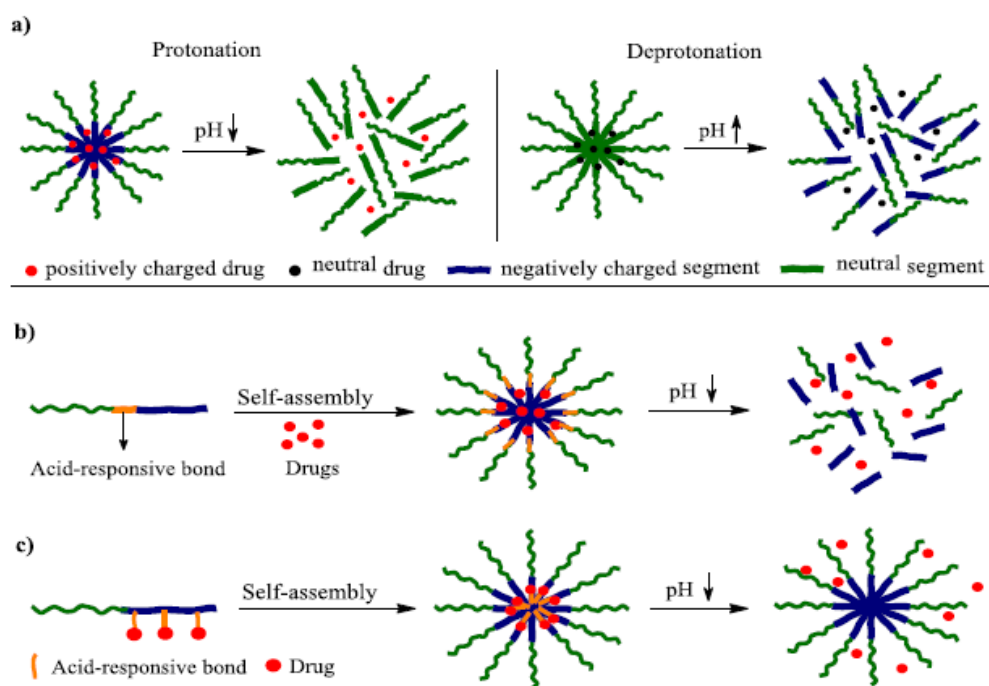 a)
Protonation
Deprotonation
pH ↓
pH ↑
positively charged drug
neutral drug
negatively charged segment
neutral segment
b)
Self-assembly
pH ↓
Acid-responsive bond
Drugs
c)
Self-assembly
pH ↓
Acid-responsive bond
Drug